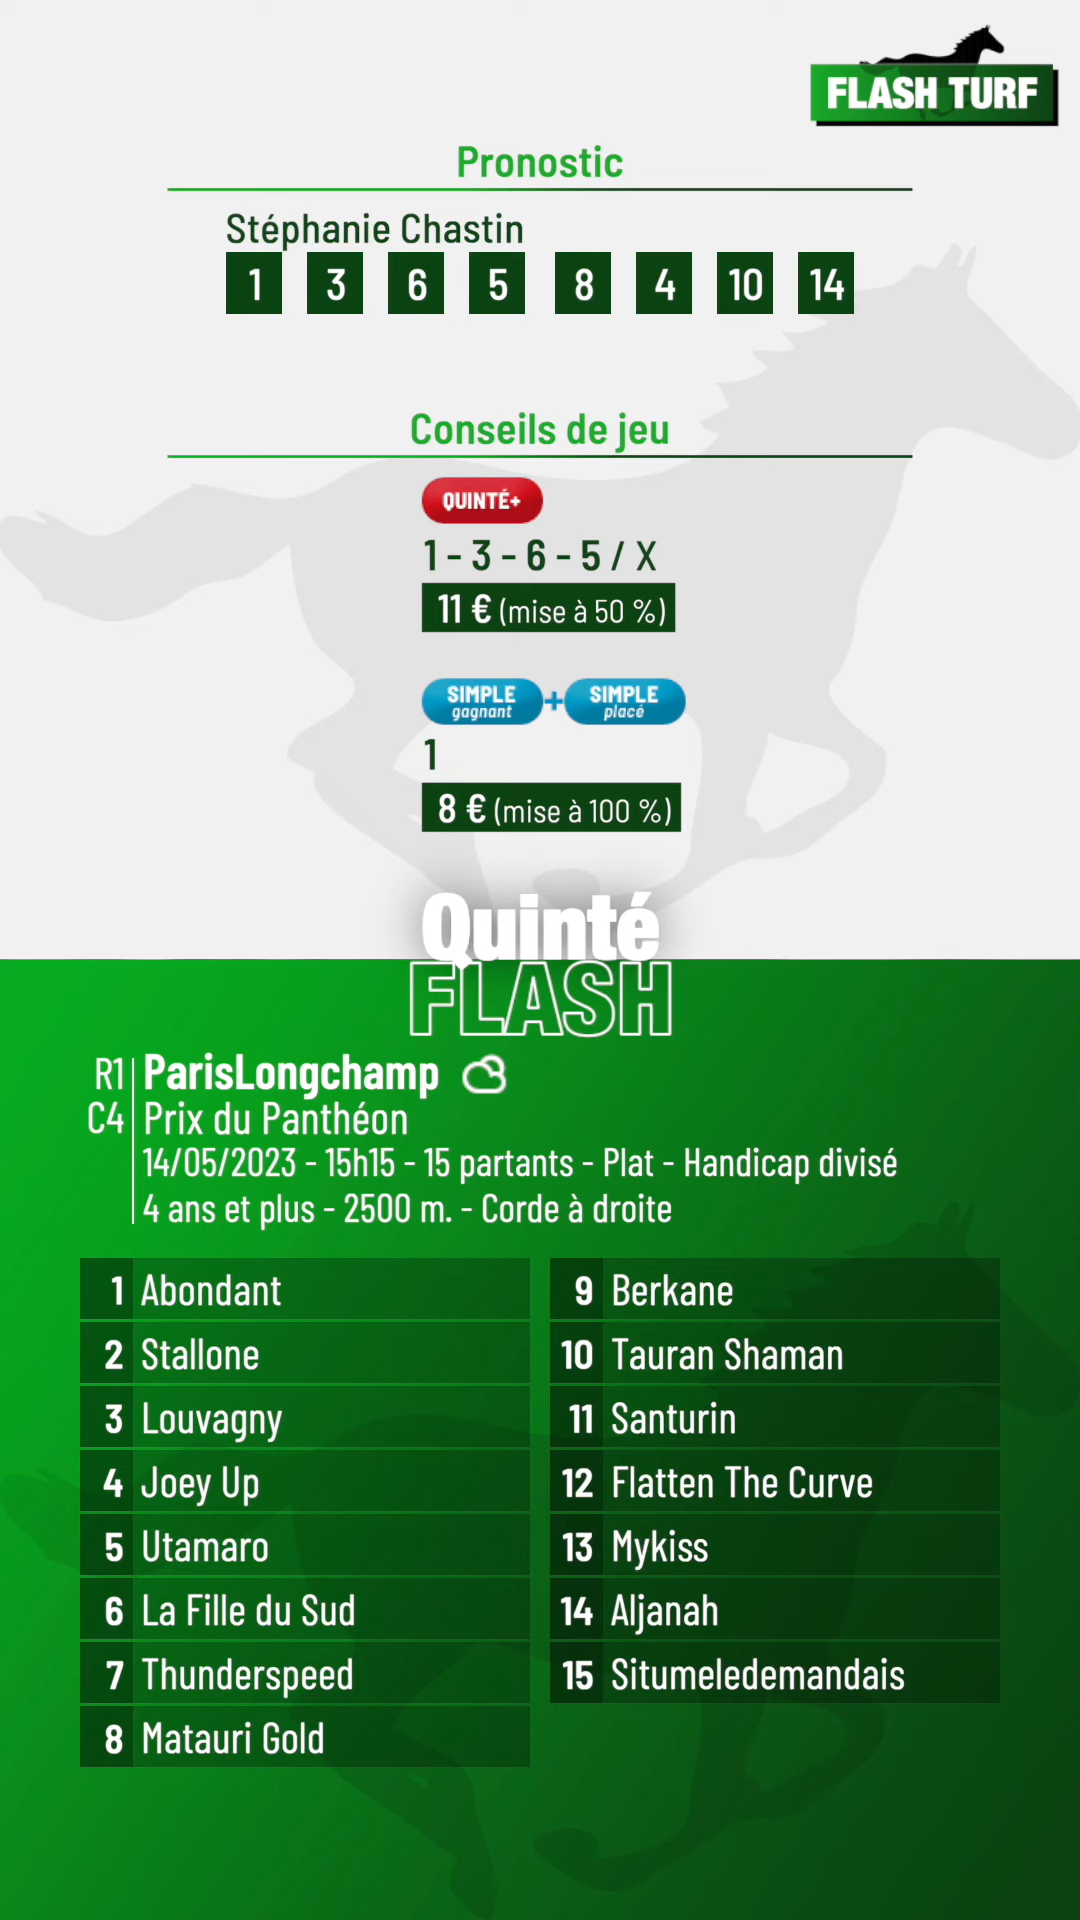 FLASH TURF
Pronostic
Stéphanie Chastin
1 3 6 5 8 4 10 14
Conseils de jeu
QUINTÉ+
1 - 3 - 6 - 5 / X
11 € (mise à 50 %)
SIMPLE gagnant + SIMPLE placé
1
8 € (mise à 100 %)
Quinté
FLASH
R1 ParisLongchamp
C4 Prix du Panthéon
14/05/2023 - 15h15 - 15 partants - Plat - Handicap divisé
4 ans et plus - 2500 m. - Corde à droite
1 Abondant
2 Stallone
3 Louvagny
4 Joey Up
5 Utamaro
6 La Fille du Sud
7 Thunderspeed
8 Matauri Gold
9 Berkane
10 Tauran Shaman
11 Santurin
12 Flatten The Curve
13 Mykiss
14 Aljanah
15 Situmeledemandais